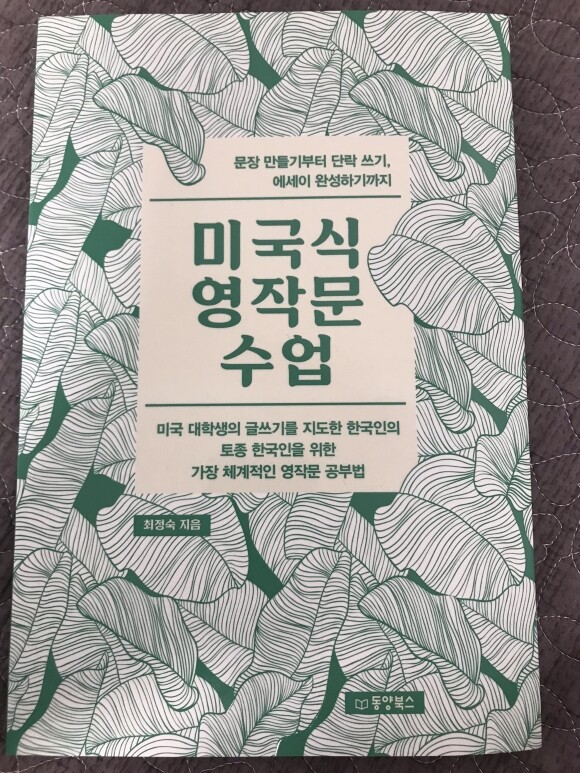 문장 만들기부터 단락 쓰기,
에세이 완성하기까지
미국식
영작문
수업
미국 대학생의 글쓰기를 지도한 한국인의
토종 한국인을 위한
가장 체계적인 영작문 공부법
최정숙 지음
동양북스